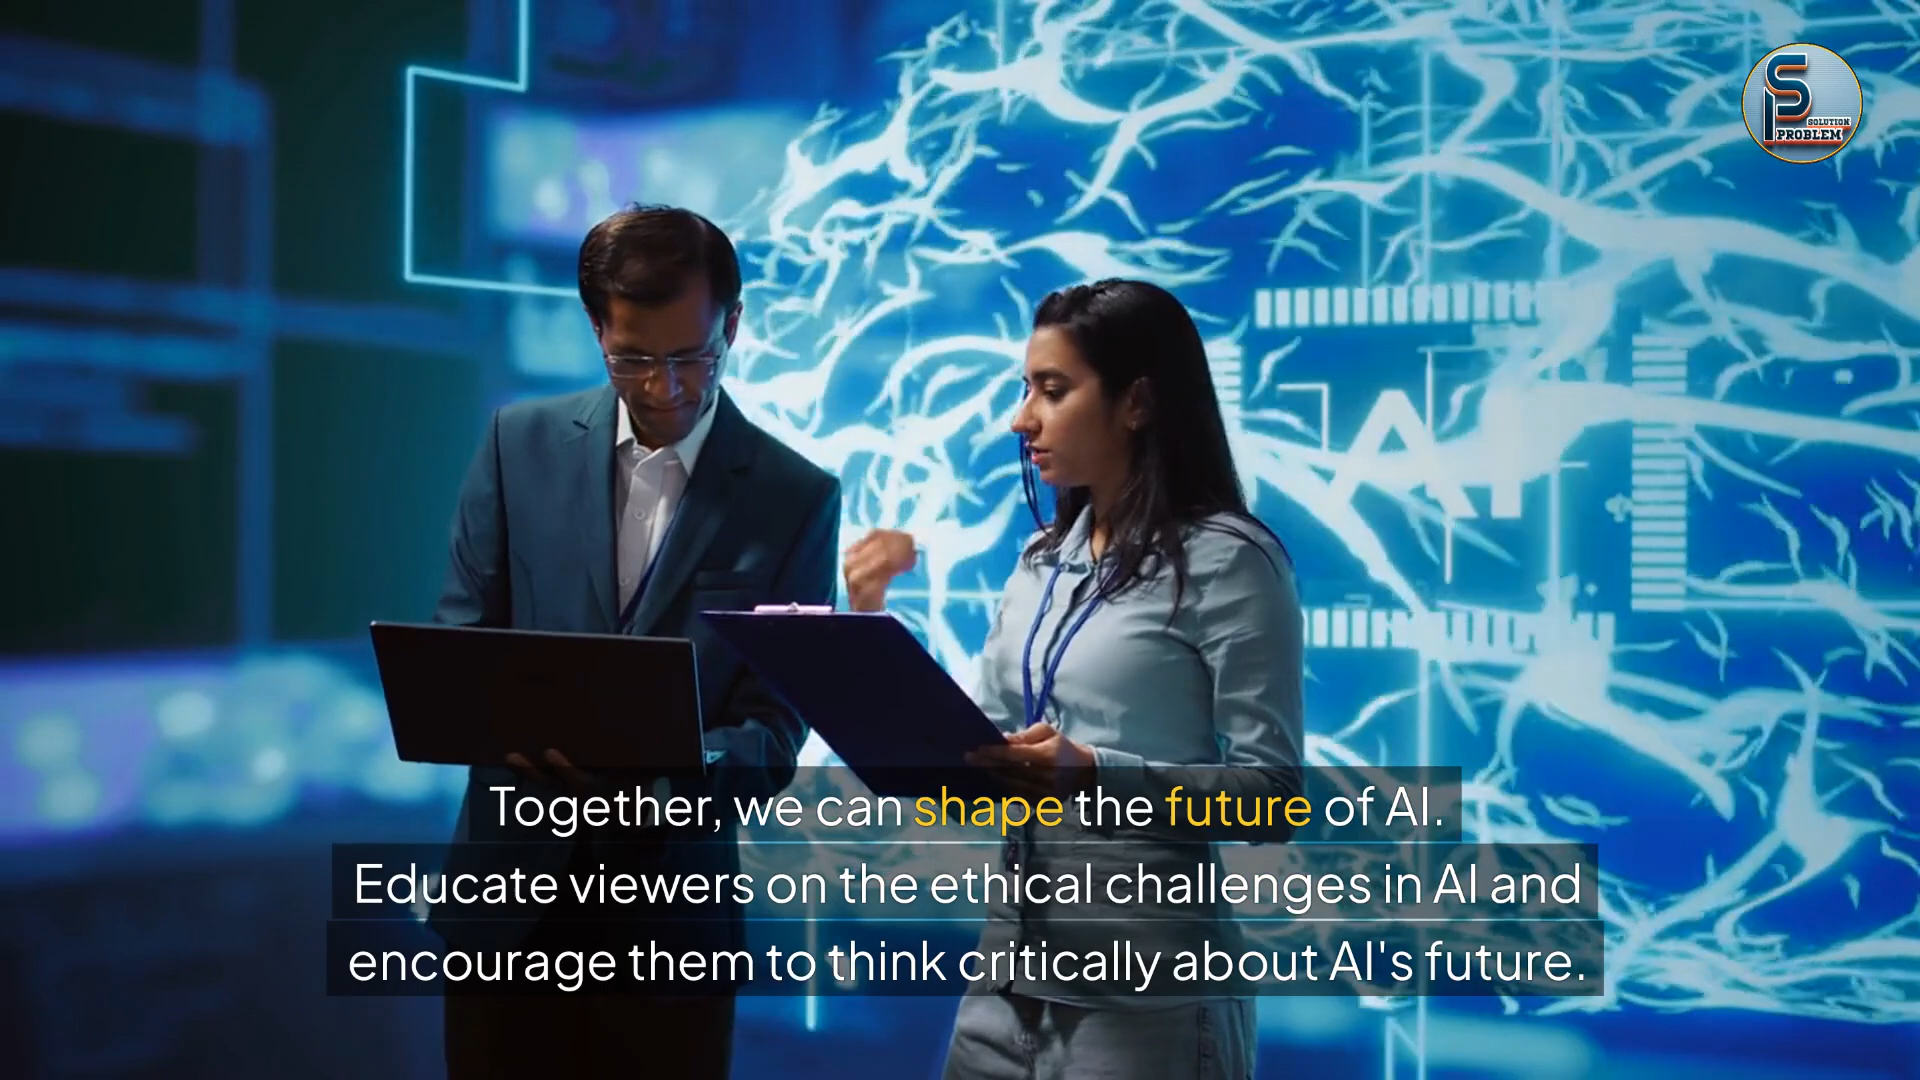 SOLUTION
PROBLEM
AI
Together, we can shape the future of AI.
Educate viewers on the ethical challenges in AI and
encourage them to think critically about AI's future.